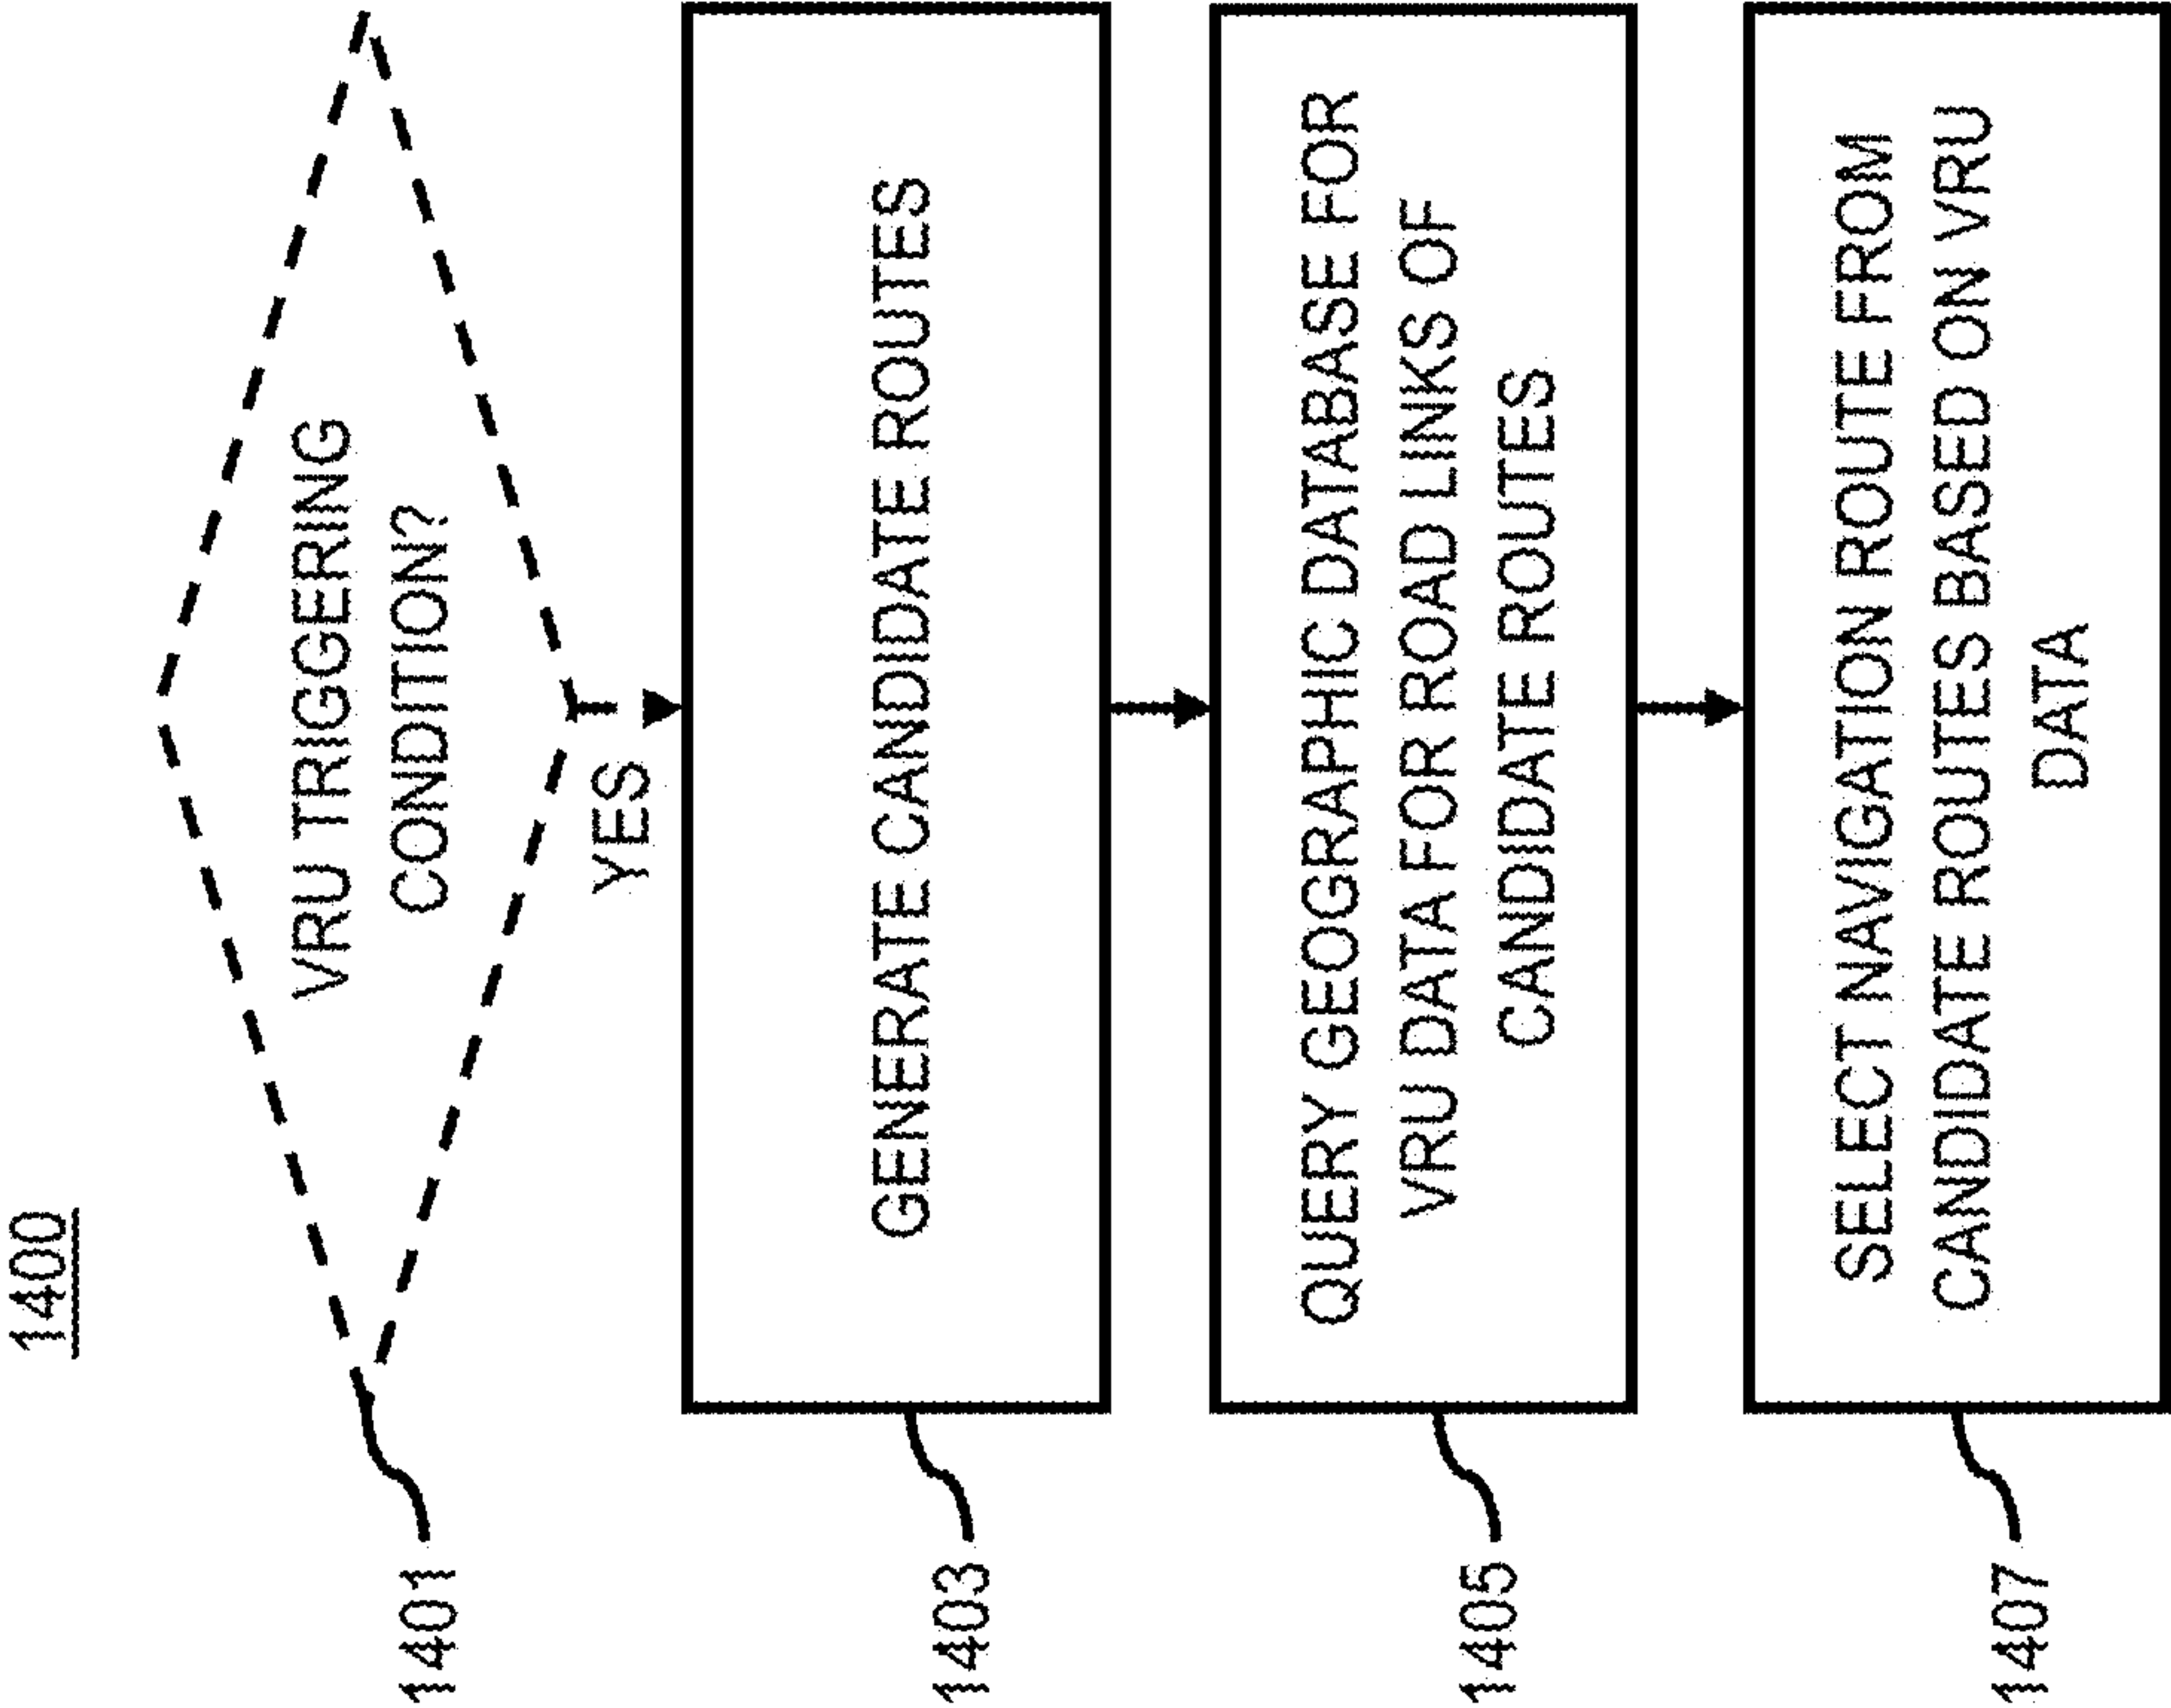 1400
1401
VRU TRIGGERING
CONDITION?
YES
1403
GENERATE CANDIDATE ROUTES
1405
QUERY GEOGRAPHIC DATABASE FOR
VRU DATA FOR ROAD LINKS OF
CANDIDATE ROUTES
1407
SELECT NAVIGATION ROUTE FROM
CANDIDATE ROUTES BASED ON VRU
DATA